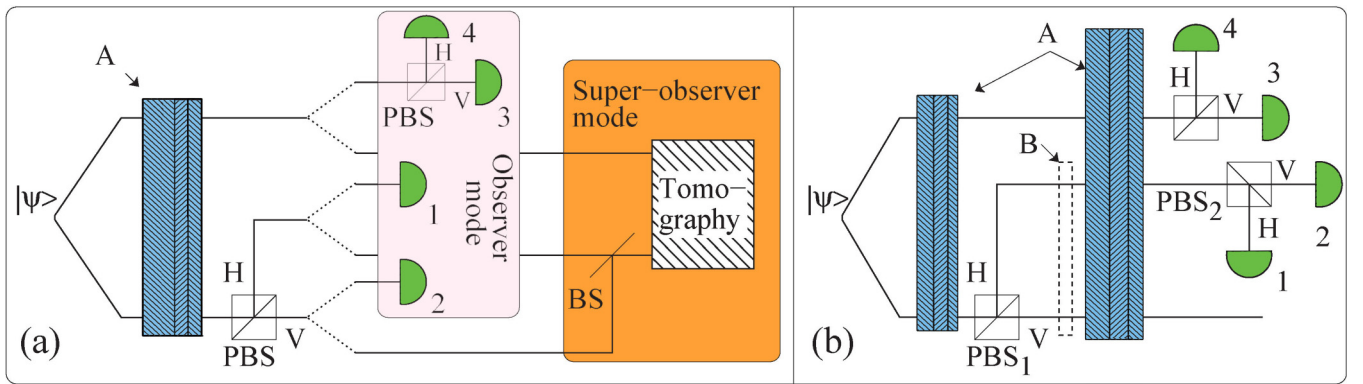 A
|ψ>
H
PBS
V
(a)
4
H
PBS
V
3
1
2
Observer
mode
Super-observer
mode
Tomo-
graphy
BS
A
B
|ψ>
H
PBS1
V
4
H
V
3
PBS2
V
H
2
1
(b)